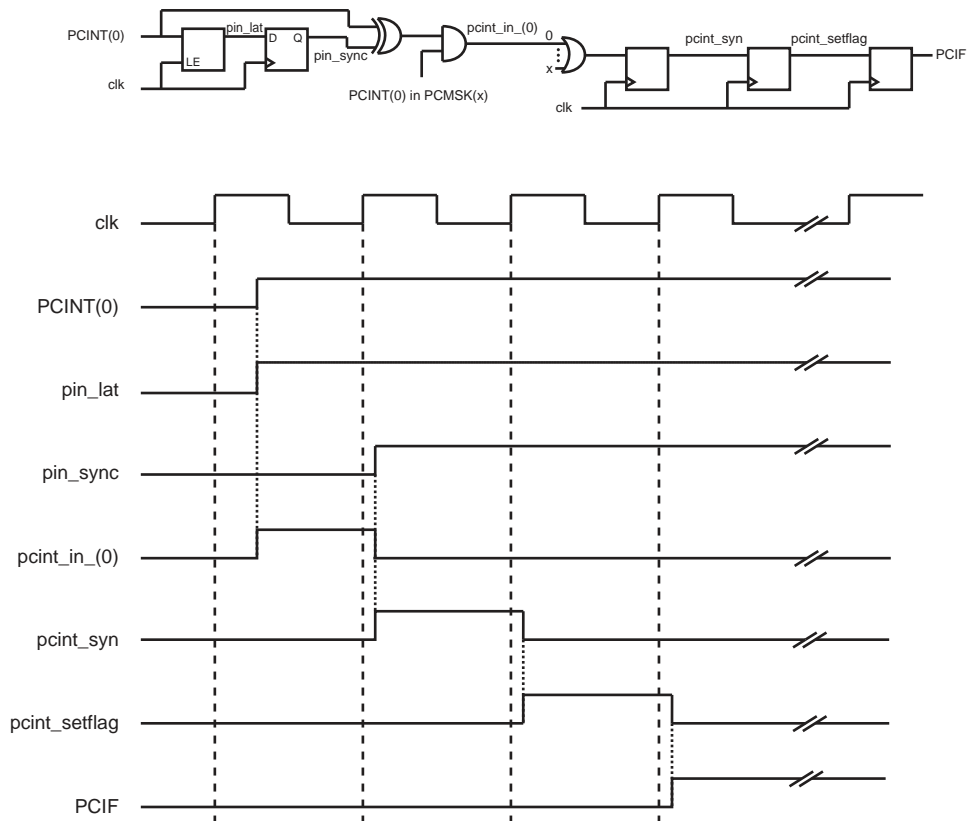 PCINT(0)
pin_lat
D Q
LE
pin_sync
clk
pcint_in_(0)
PCINT(0) in PCMSK(x)
0
x
pcint_syn
pcint_setflag
PCIF
clk
clk
PCINT(0)
pin_lat
pin_sync
pcint_in_(0)
pcint_syn
pcint_setflag
PCIF